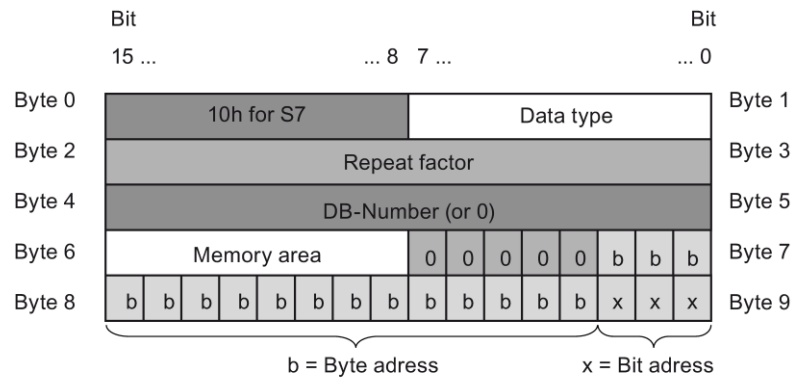 Bit Bit
15 ... ... 8 7 ... ... 0
Byte 0 10h for S7 Data type Byte 1
Byte 2 Repeat factor Byte 3
Byte 4 DB-Number (or 0) Byte 5
Byte 6 Memory area 0 0 0 0 0 b b b Byte 7
Byte 8 b b b b b b b b b b b b b x x x Byte 9
b = Byte adress x = Bit adress